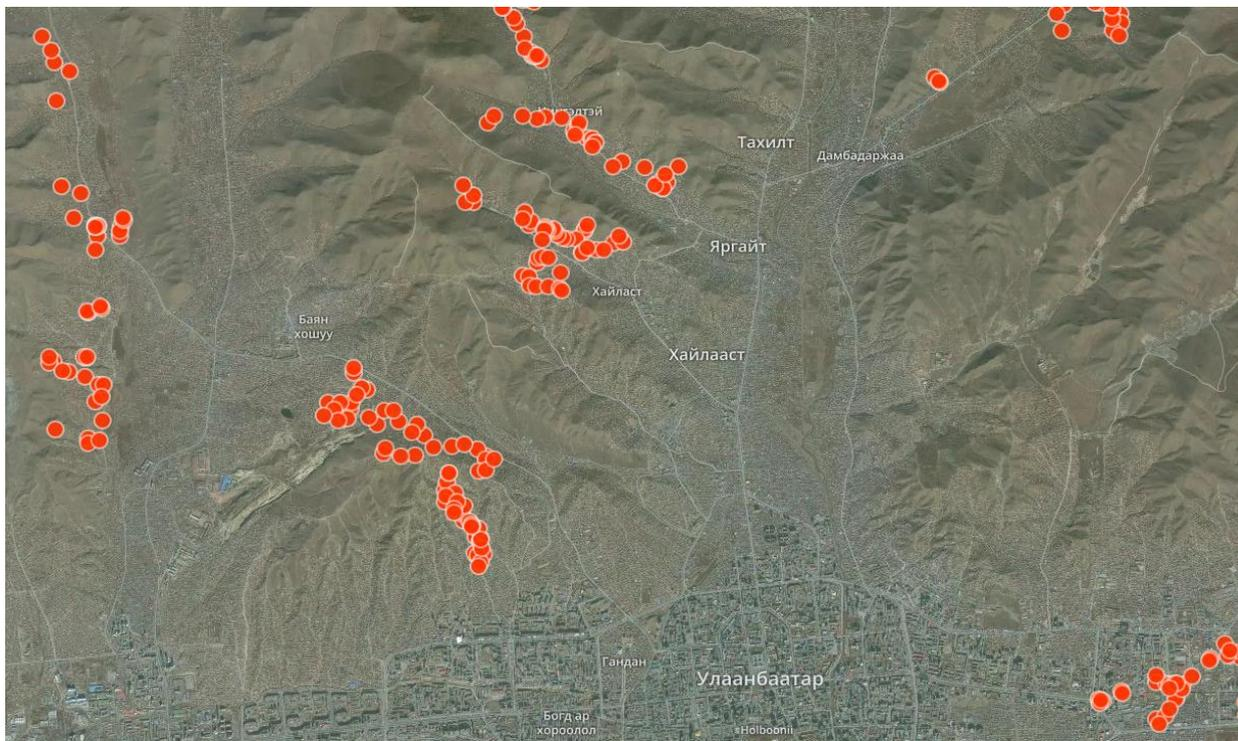 Тахилт
Дамбадаржаа
Яргайт
Хайласт
Баян
хошуу
Хайлааст
Гандан
Улаанбаатар
Богд ар
хороолол
Holboonii